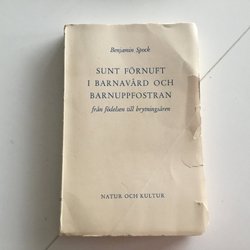 Benjamin Spock
SUNT FÖRNUFT
I BARNAVÅRD OCH
BARNUPPFOSTRAN
från födelsen till brytningsåren
NATUR OCH KULTUR